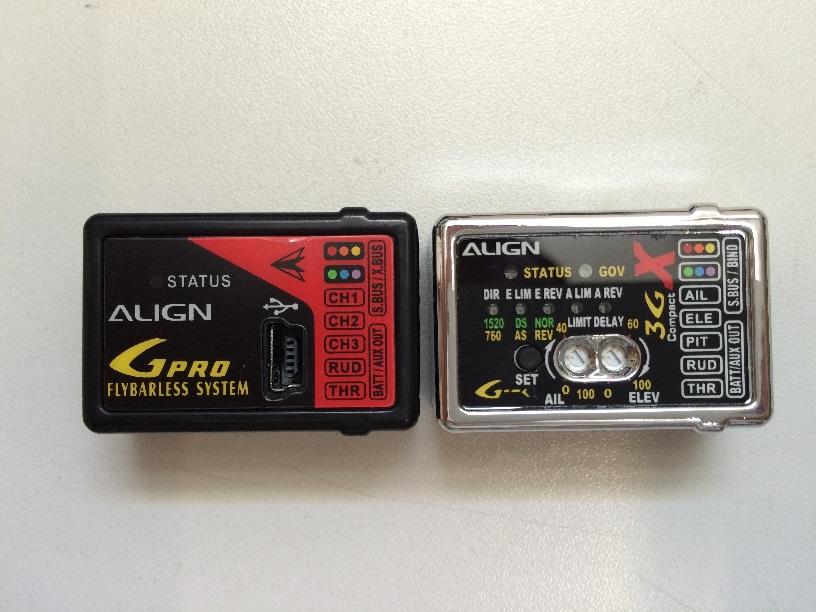 STATUS
ALIGN
GPRO
FLYBARLESS SYSTEM
S.BUS / X.BUS
CH1
CH2
CH3
RUD
THR
BATT/AUX OUT
ALIGN
STATUS GOV
DIR E LIM E REV A LIM A REV
1520 DS NOR 40 LIMIT DELAY 60
760 AS REV
SET
AIL 0 100 0 100 ELEV
3G X
Compact
S.BUS / BIND
AIL
ELE
PIT
RUD
THR
BATT/AUX OUT